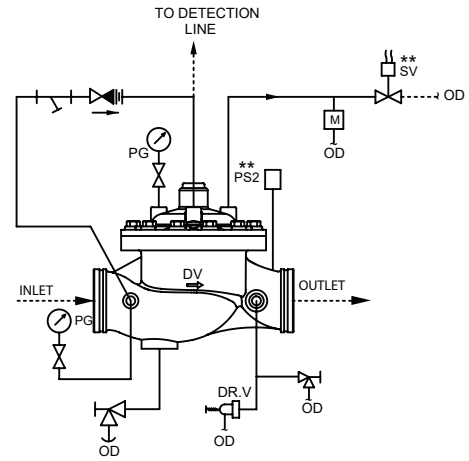 TO DETECTION
LINE
**
SV
OD
PG
M
OD
**
PS2
DV
INLET
OUTLET
PG
DR.V
OD
OD
OD